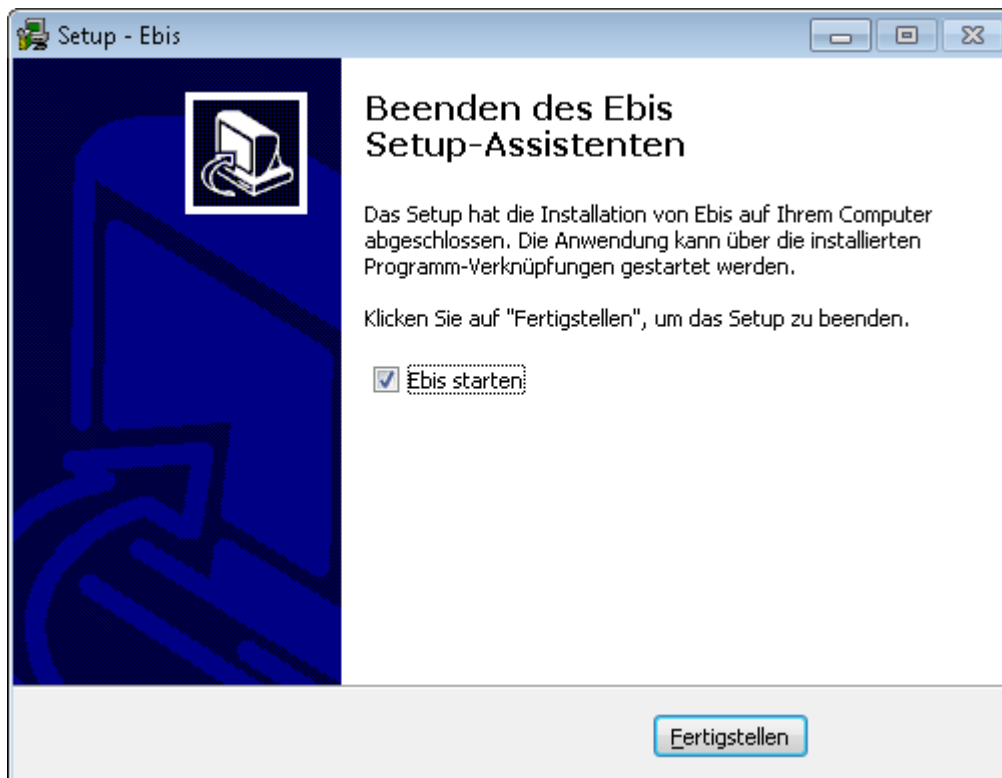 Setup - Ebis
Beenden des Ebis
Setup-Assistenten
Das Setup hat die Installation von Ebis auf Ihrem Computer
abgeschlossen. Die Anwendung kann über die installierten
Programm-Verknüpfungen gestartet werden.
Klicken Sie auf "Fertigstellen", um das Setup zu beenden.
Ebis starten
Fertigstellen